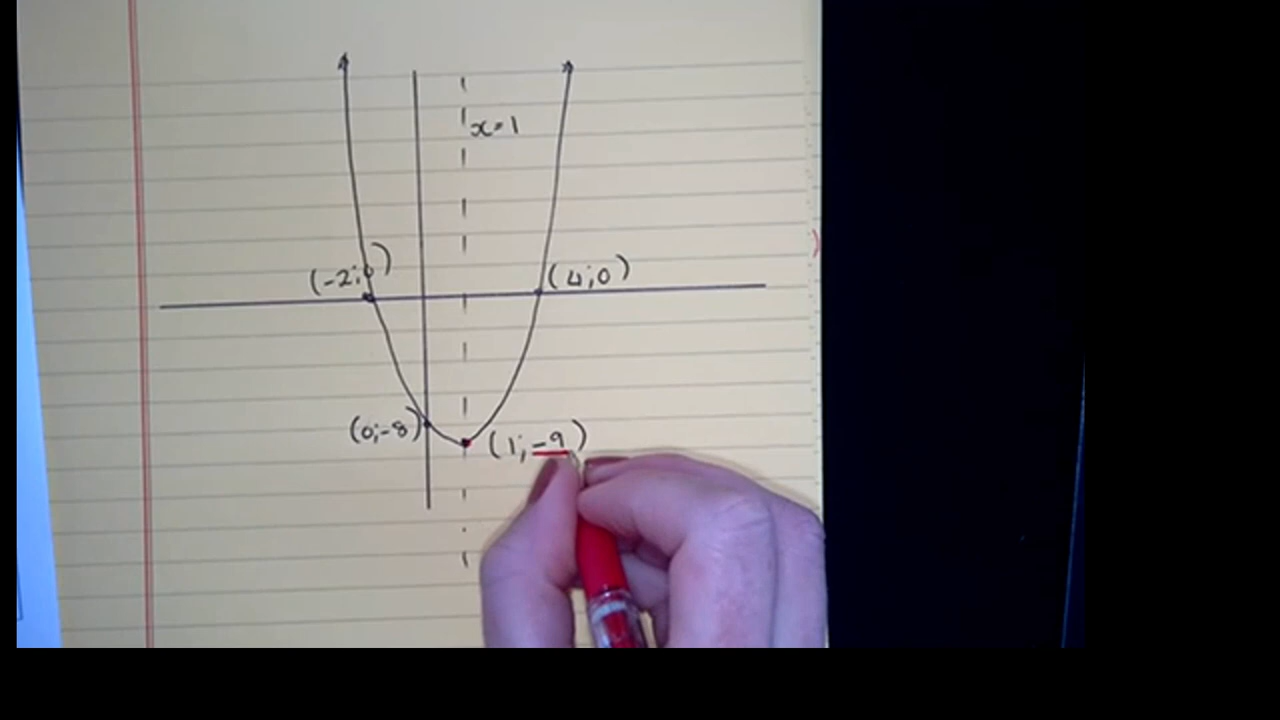 x=1
(-2;0)
(4;0)
(0;-8)
(1;-9)